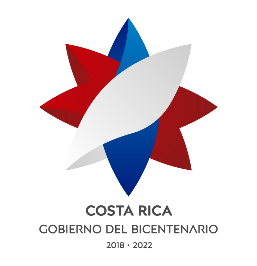 COSTA RICA
GOBIERNO DEL BICENTENARIO
2018 · 2022